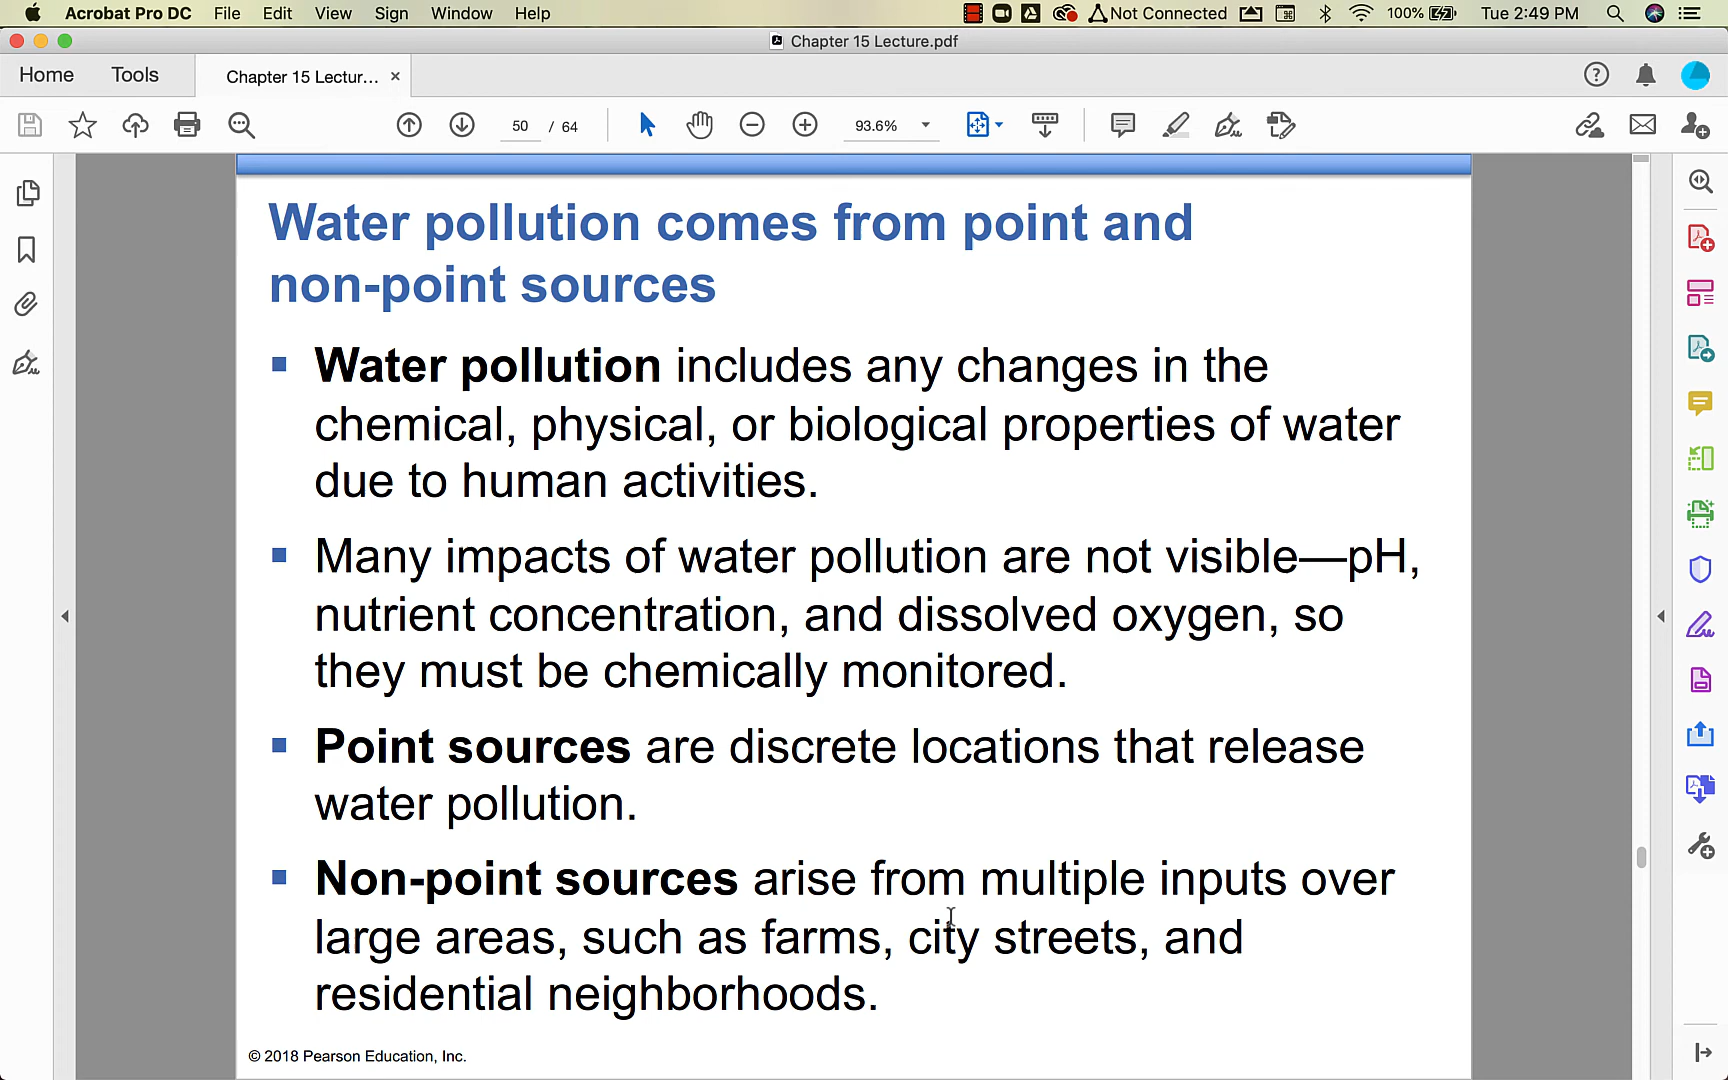 Acrobat Pro DC File Edit View Sign Window Help Not Connected 100% Tue 2:49 PM
Chapter 15 Lecture.pdf
Home Tools Chapter 15 Lectur... ×
50 / 64 93.6%
Water pollution comes from point and
non-point sources
Water pollution includes any changes in the
chemical, physical, or biological properties of water
due to human activities.
Many impacts of water pollution are not visible—pH,
nutrient concentration, and dissolved oxygen, so
they must be chemically monitored.
Point sources are discrete locations that release
water pollution.
Non-point sources arise from multiple inputs over
large areas, such as farms, city streets, and
residential neighborhoods.
© 2018 Pearson Education, Inc.